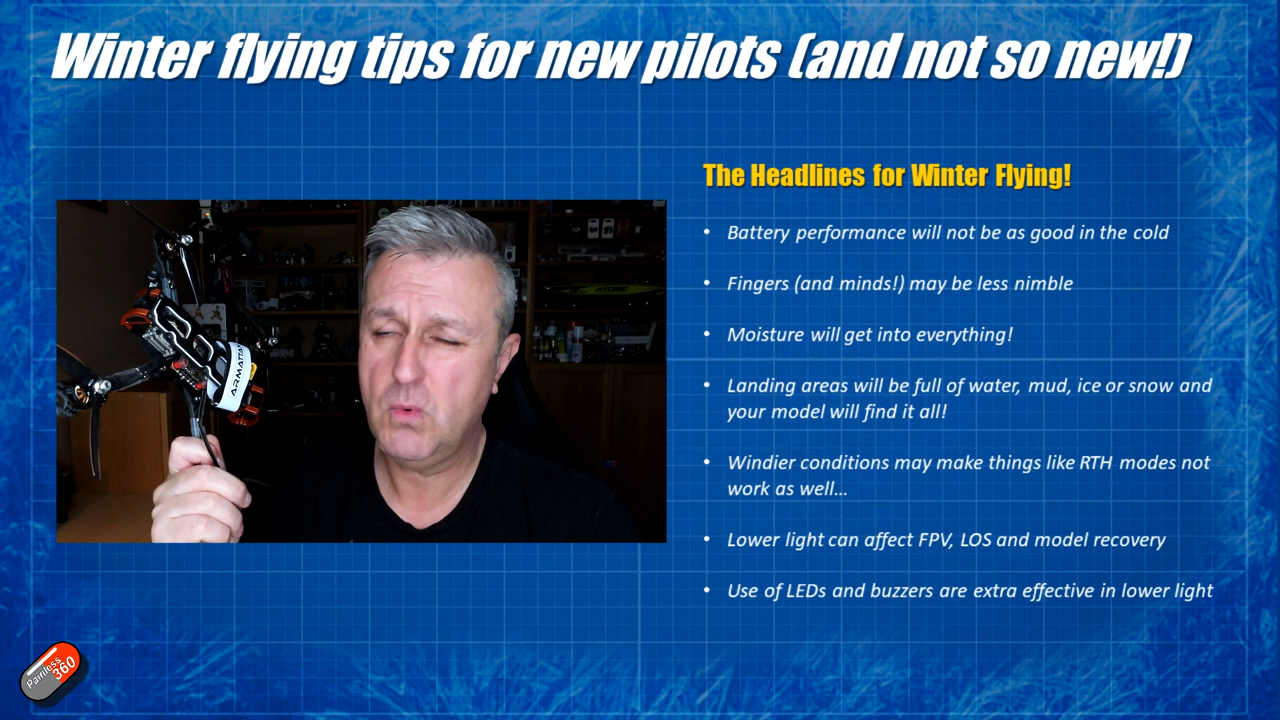 Winter flying tips for new pilots (and not so new!)
The Headlines for Winter Flying!
• Battery performance will not be as good in the cold
• Fingers (and minds!) may be less nimble
• Moisture will get into everything!
• Landing areas will be full of water, mud, ice or snow and
your model will find it all!
• Windier conditions may make things like RTH modes not
work as well...
• Lower light can affect FPV, LOS and model recovery
• Use of LEDs and buzzers are extra effective in lower light
ARMATTAN
ATOMIC
Painless
360